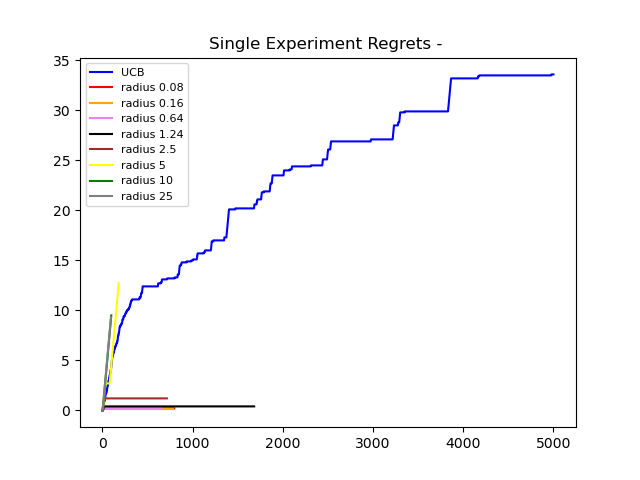 Single Experiment Regrets -
35
30
25
20
15
10
5
0
UCB
radius 0.08
radius 0.16
radius 0.64
radius 1.24
radius 2.5
radius 5
radius 10
radius 25
0 1000 2000 3000 4000 5000